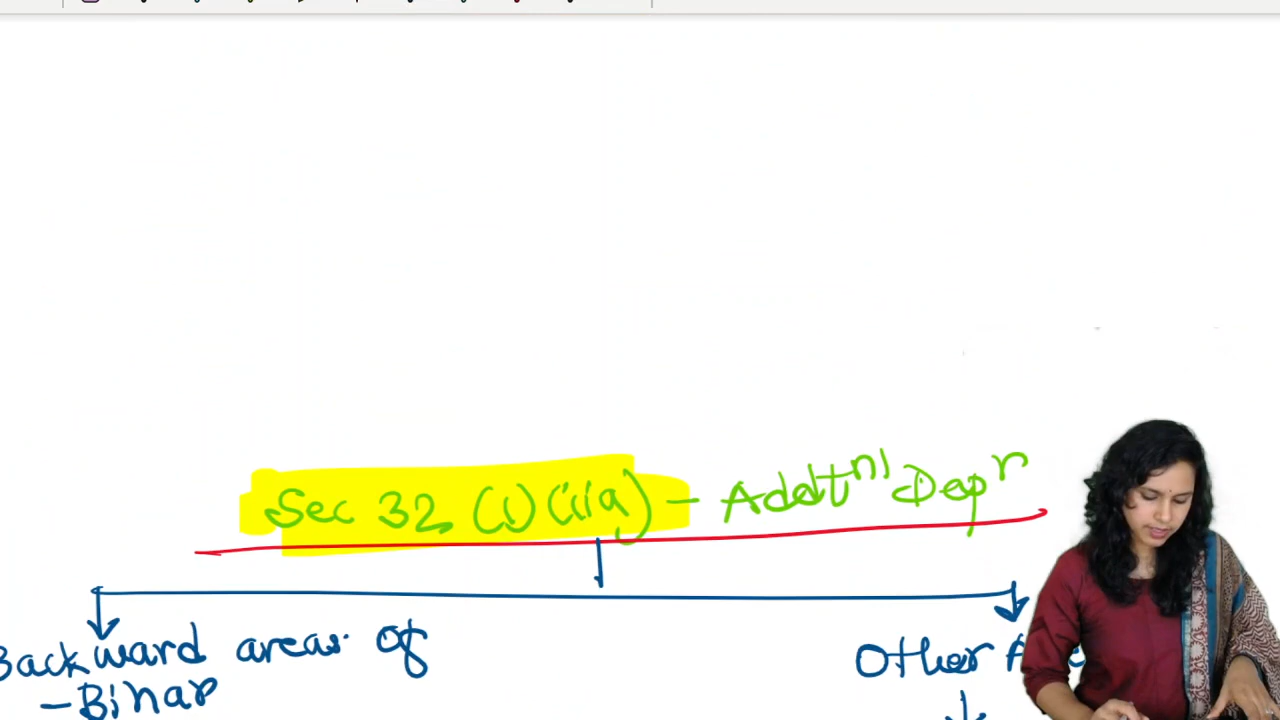 Sec 32 (1)(iia) - Addtnl Depr
Backward areas of
- Bihar
Other